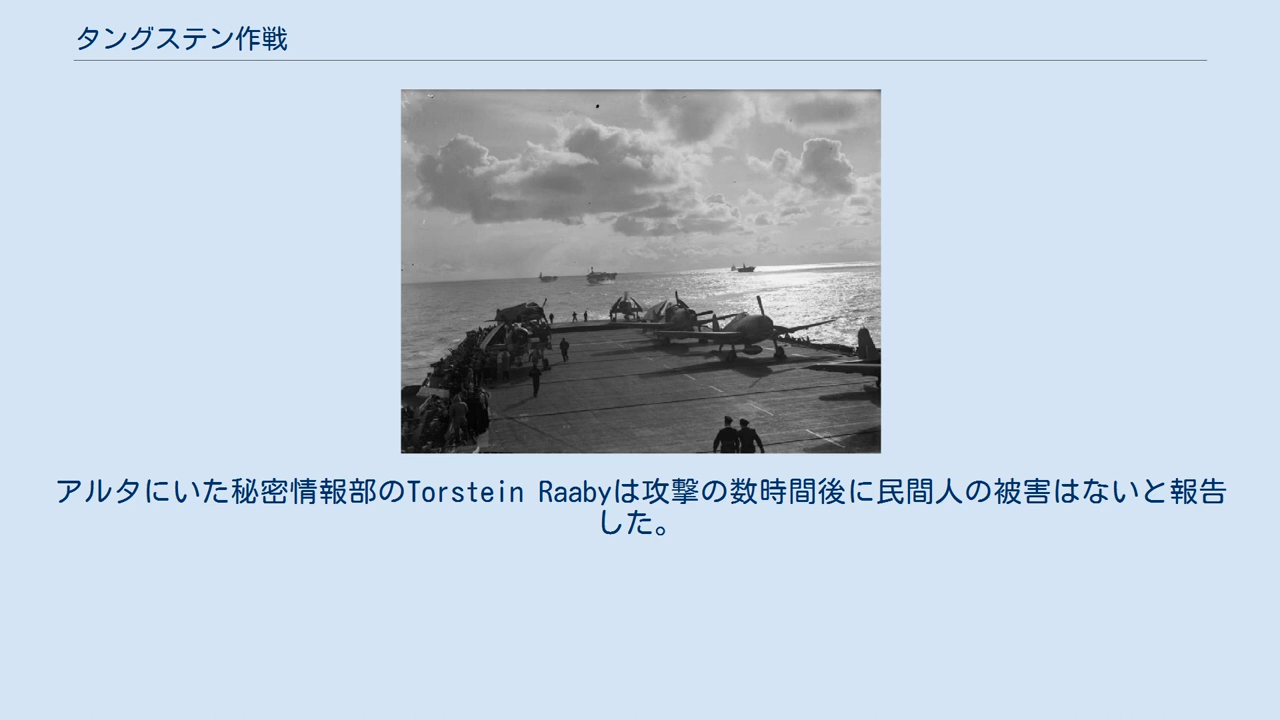 タングステン作戦
アルタにいた秘密情報部のTorstein Raabyは攻撃の数時間後に民間人の被害はないと報告
した。